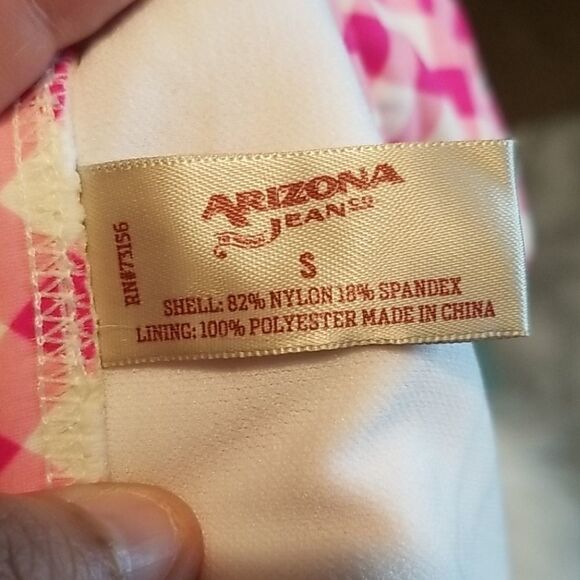 ARIZONA
JEAN CO
S
SHELL: 82% NYLON 18% SPANDEX
LINING: 100% POLYESTER MADE IN CHINA
RN#73156